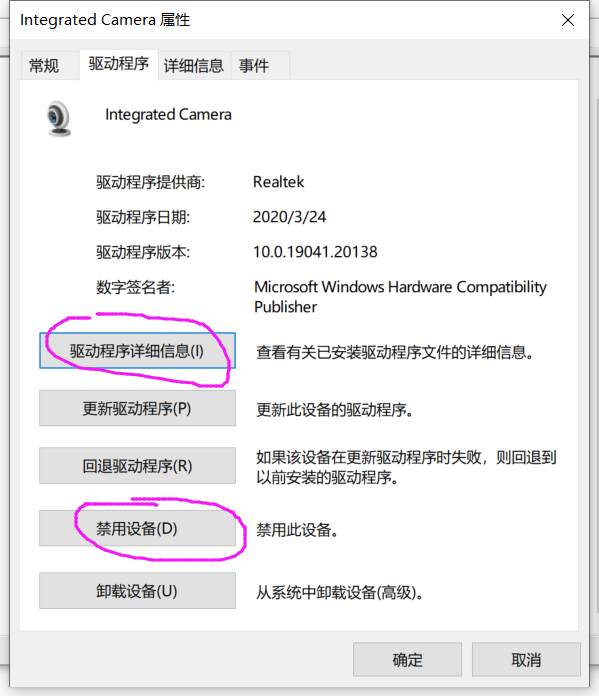 Integrated Camera 属性
常规 驱动程序 详细信息 事件
Integrated Camera
驱动程序提供商: Realtek
驱动程序日期: 2020/3/24
驱动程序版本: 10.0.19041.20138
数字签名者: Microsoft Windows Hardware Compatibility
Publisher
驱动程序详细信息(I) 查看有关已安装驱动程序文件的详细信息。
更新驱动程序(P) 更新此设备的驱动程序。
回退驱动程序(R) 如果该设备在更新驱动程序时失败，则回退到
以前安装的驱动程序。
禁用设备(D) 禁用此设备。
卸载设备(U) 从系统中卸载设备(高级)。
确定 取消